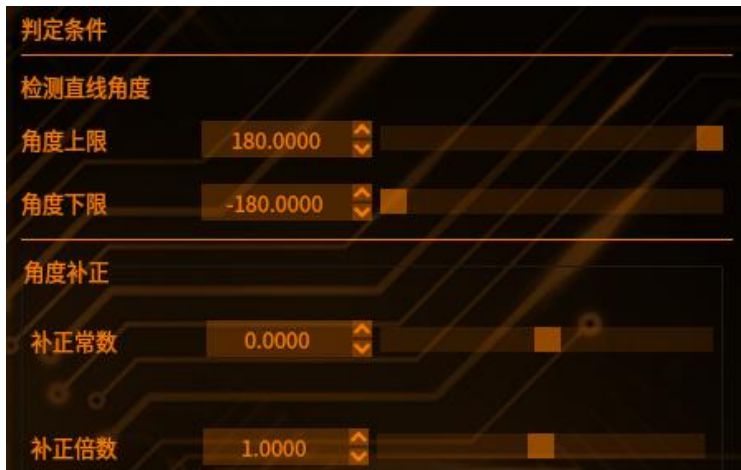 判定条件
检测直线角度
角度上限 180.0000
角度下限 -180.0000
角度补正
补正常数 0.0000
补正倍数 1.0000